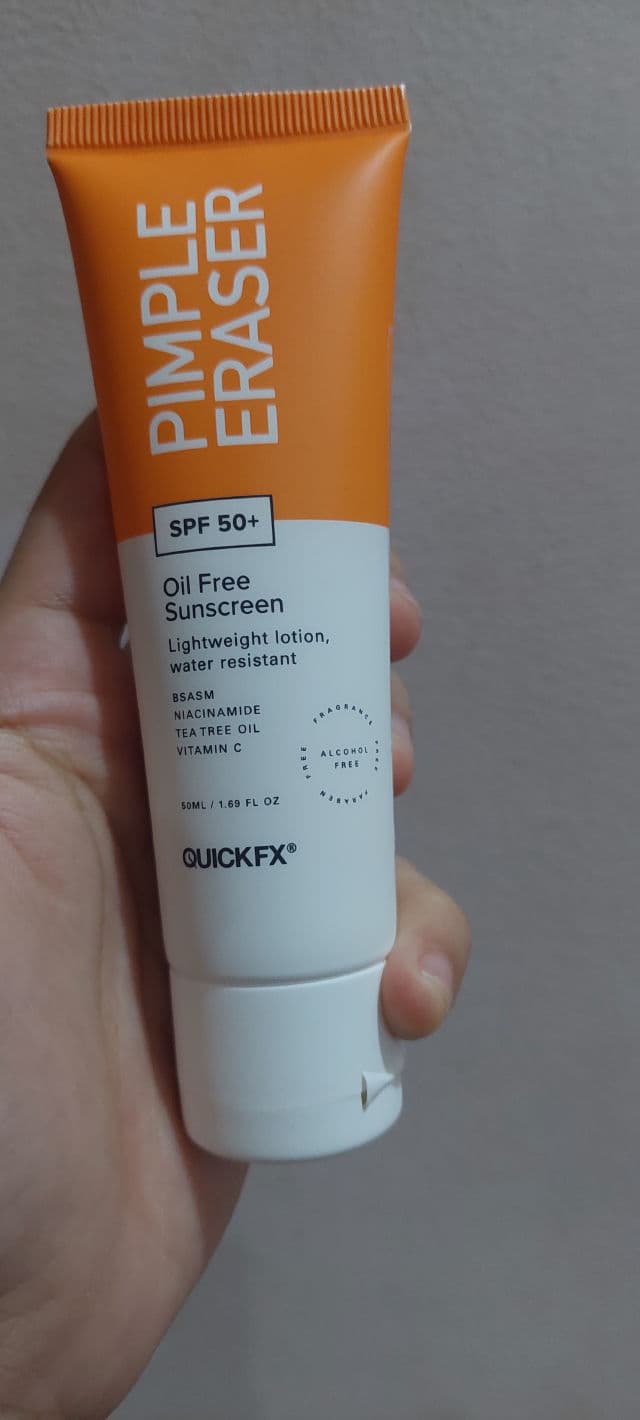 PIMPLE
ERASER
SPF 50+
Oil Free
Sunscreen
Lightweight lotion,
water resistant
BSASM
NIACINAMIDE
TEA TREE OIL
VITAMIN C
FRAGRANCE FREE
PARABEN FREE
ALCOHOL
FREE
50ML / 1.69 FL OZ
QUICKFX®